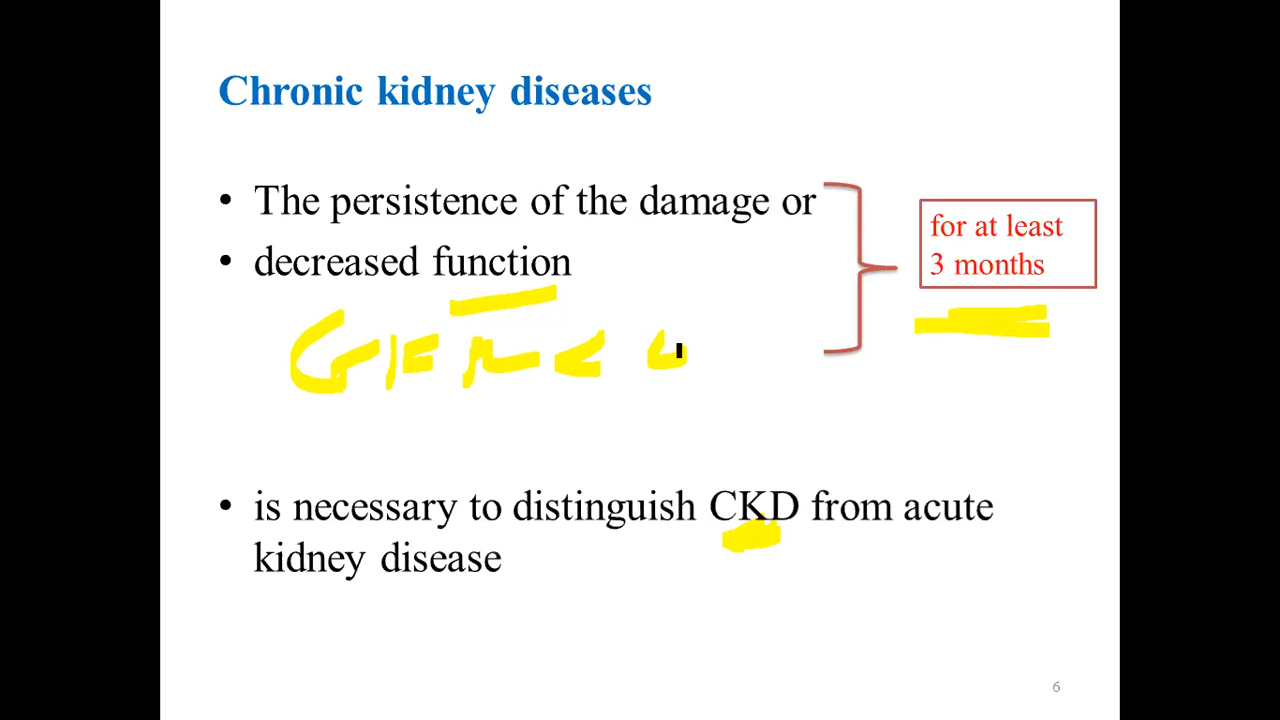 Chronic kidney diseases
• The persistence of the damage or
• decreased function
for at least
3 months
GFR <
• is necessary to distinguish CKD from acute
kidney disease
6